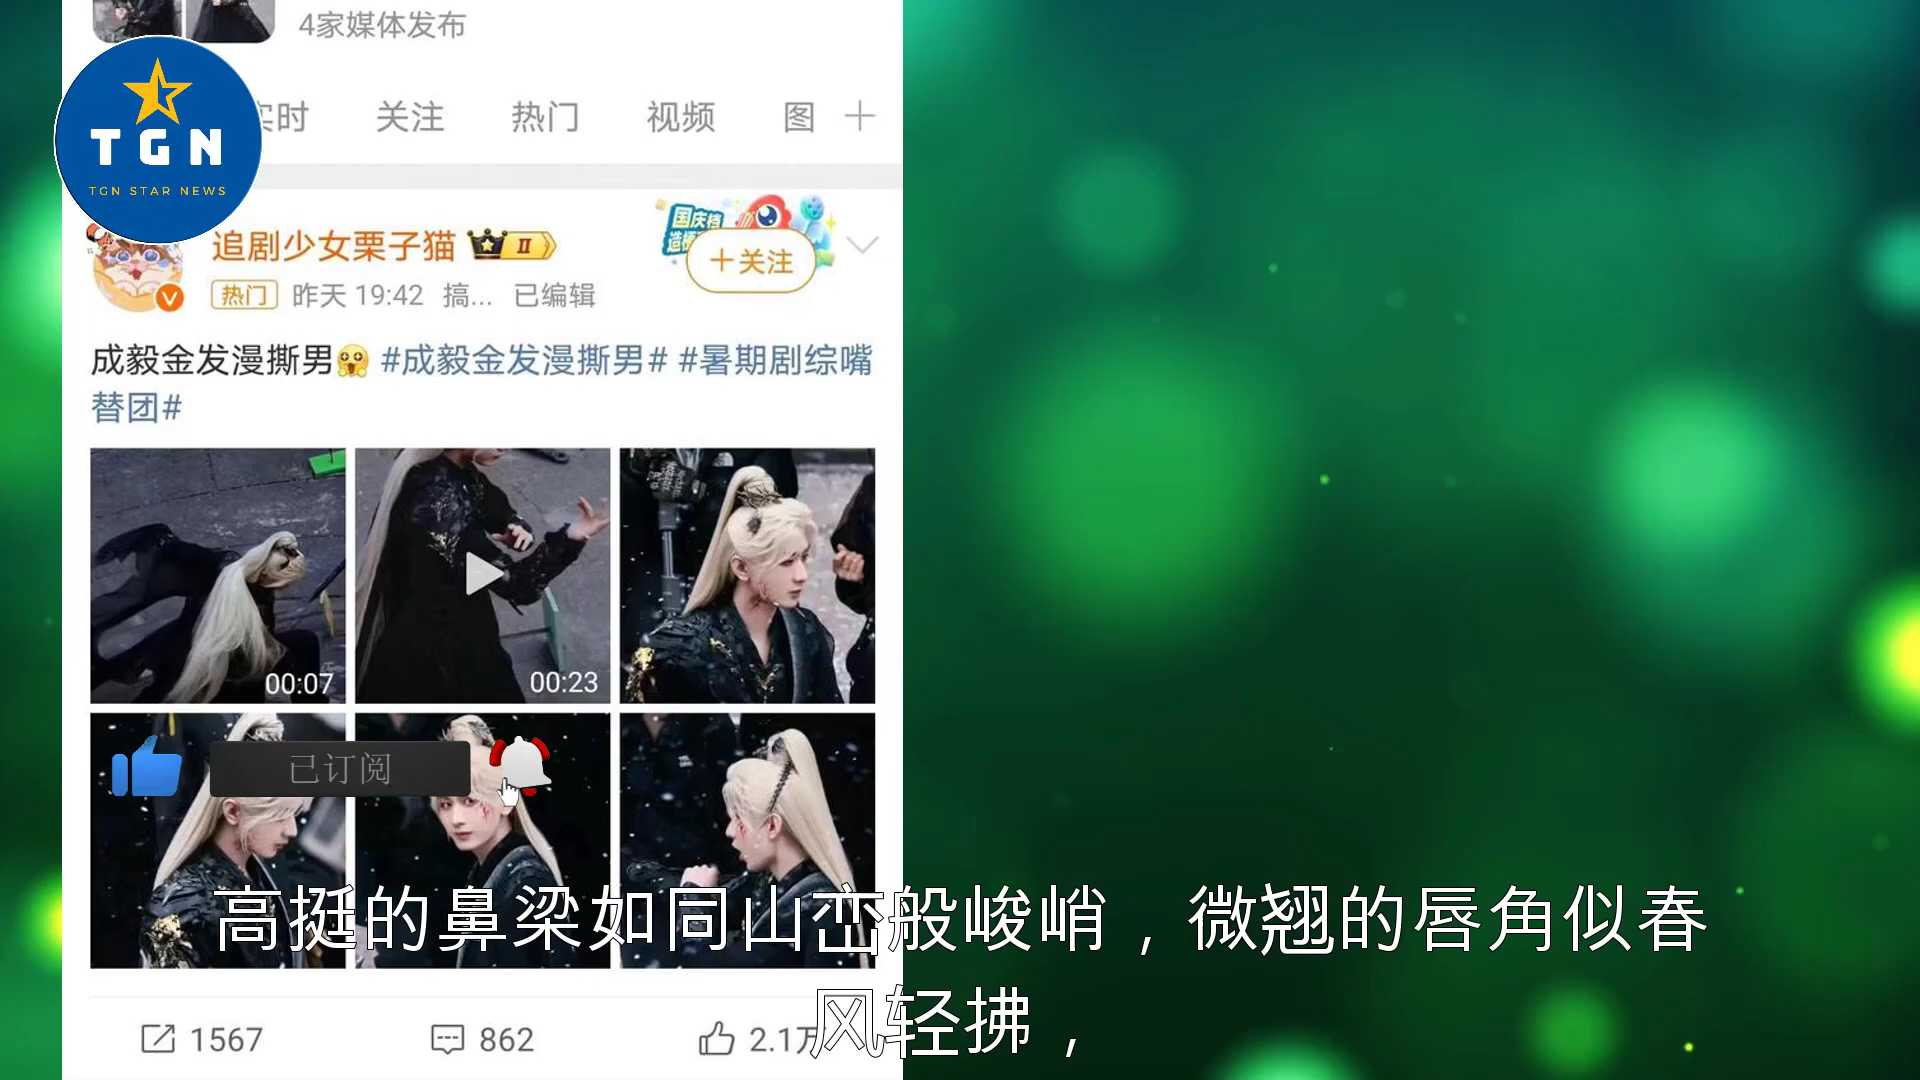 4家媒体发布
TGN
TGN STAR NEWS
实时 关注 热门 视频 图
追剧少女栗子猫 II
国庆档
+关注
热门 昨天 19:42 搞... 已编辑
成毅金发漫撕男 #成毅金发漫撕男# #暑期剧综嘴
替团#
00:07
00:23
已订阅
高挺的鼻梁如同山峦般峻峭，微翘的唇角似春
风轻拂，
1567 862 2.1万